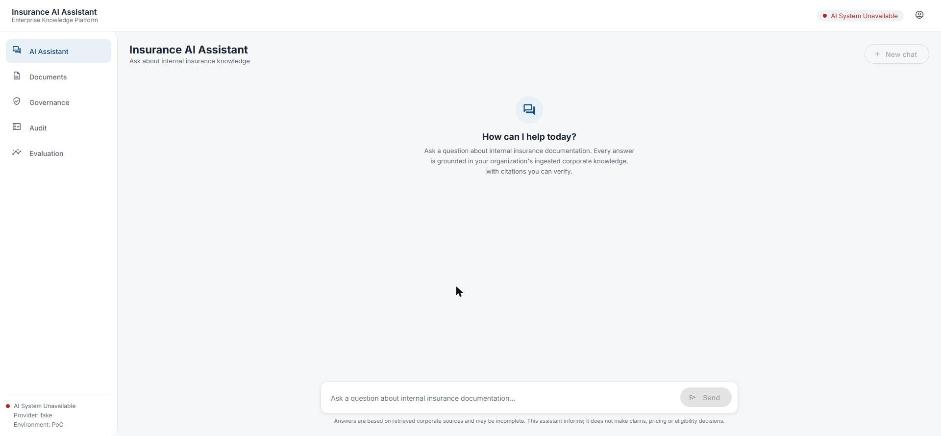 Insurance AI Assistant
Enterprise Knowledge Platform
AI System Unavailable
AI Assistant
Documents
Governance
Audit
Evaluation
AI System Unavailable
Provider: fake
Environment: PoC
Insurance AI Assistant
Ask about internal insurance knowledge
New chat
How can I help today?
Ask a question about internal insurance documentation. Every answer
is grounded in your organization's ingested corporate knowledge,
with citations you can verify.
Ask a question about internal insurance documentation...
Send
Answers are based on retrieved corporate sources and may be incomplete. This assistant informs; it does not make claims, pricing or eligibility decisions.